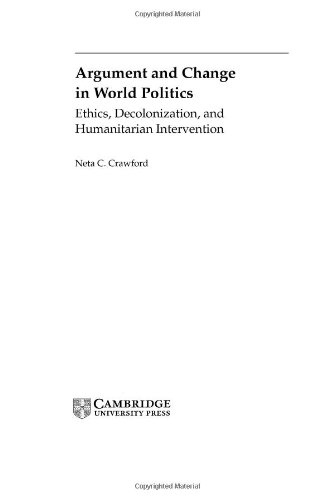 Copyrighted Material
Argument and Change
in World Politics
Ethics, Decolonization, and
Humanitarian Intervention
Neta C. Crawford
CAMBRIDGE
UNIVERSITY PRESS
Copyrighted Material